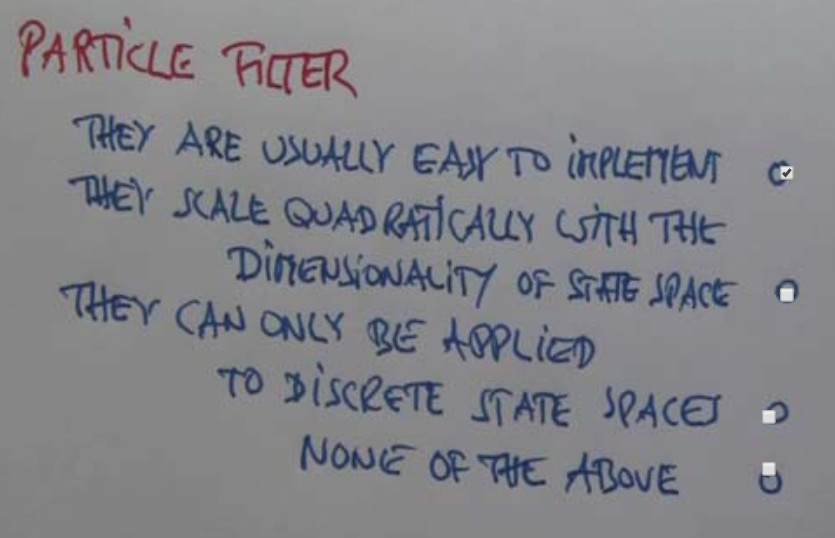 PARTICLE FILTER
THEY ARE USUALLY EASY TO IMPLEMENT
THEY SCALE QUADRATICALLY WITH THE
DIMENSIONALITY OF STATE SPACE
THEY CAN ONLY BE APPLIED
TO DISCRETE STATE SPACES
NONE OF THE ABOVE